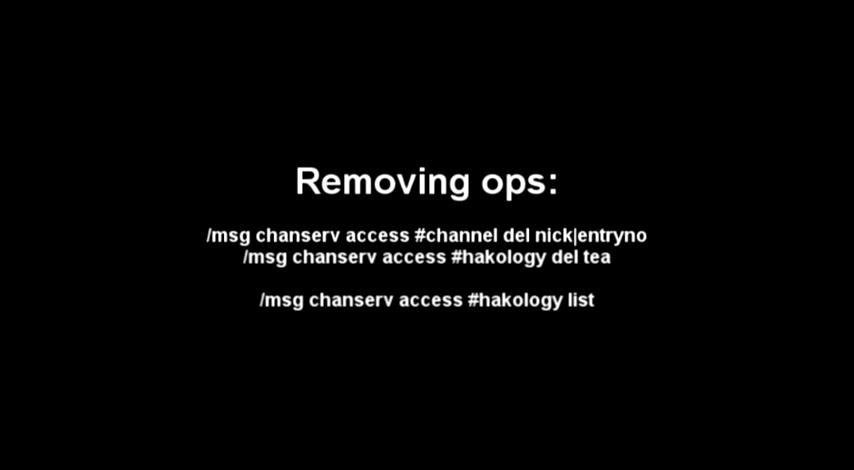 Removing ops:
/msg chanserv access #channel del nick|entryno
/msg chanserv access #hakology del tea
/msg chanserv access #hakology list